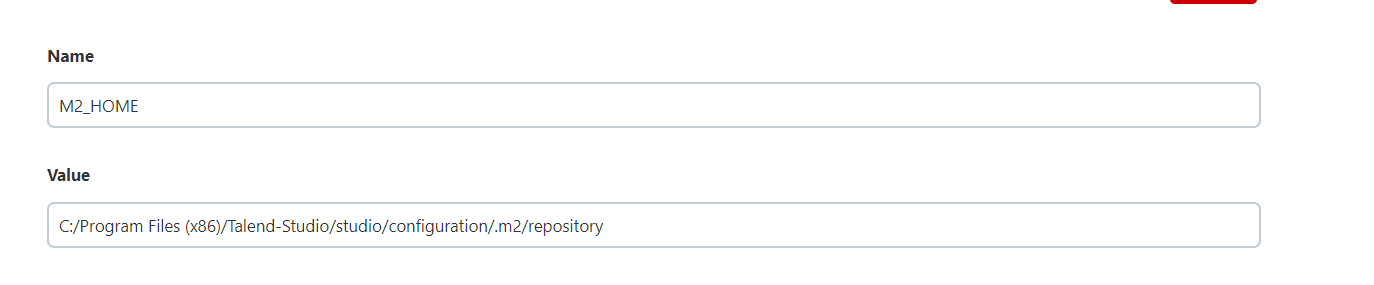 Name
M2_HOME
Value
C:/Program Files (x86)/Talend-Studio/studio/configuration/.m2/repository